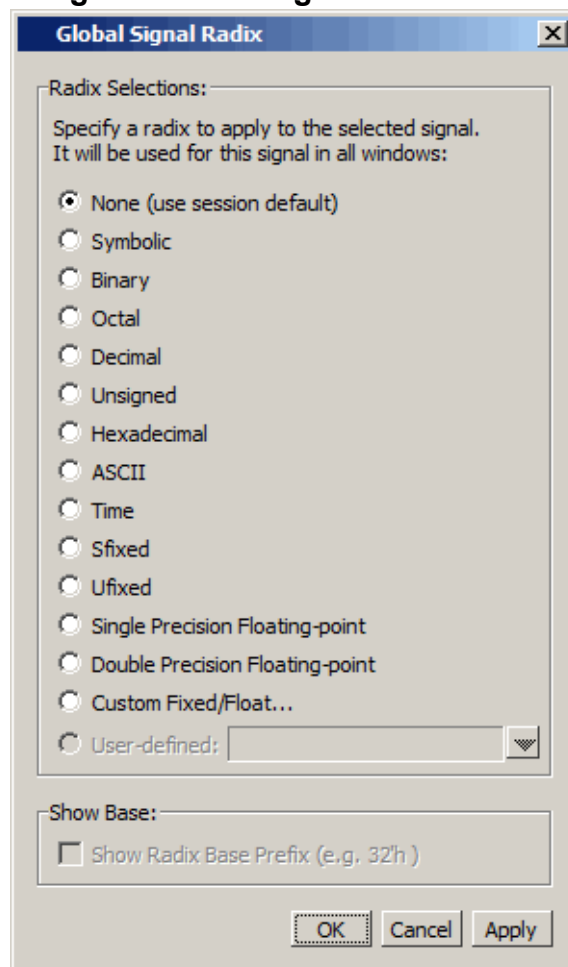 Global Signal Radix
Radix Selections:
Specify a radix to apply to the selected signal.
It will be used for this signal in all windows:
None (use session default)
Symbolic
Binary
Octal
Decimal
Unsigned
Hexadecimal
ASCII
Time
Sfixed
Ufixed
Single Precision Floating-point
Double Precision Floating-point
Custom Fixed/Float...
User-defined:
Show Base:
Show Radix Base Prefix (e.g. 32'h )
OK Cancel Apply